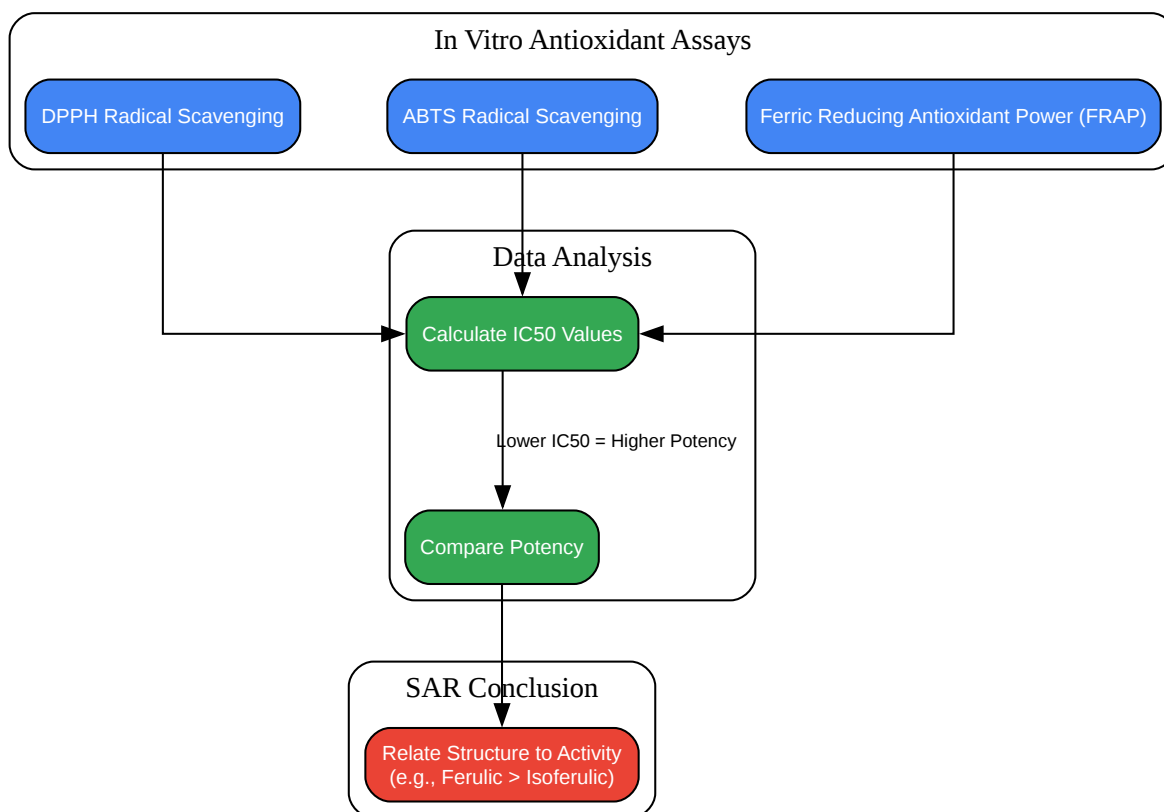 In Vitro Antioxidant Assays
DPPH Radical Scavenging
ABTS Radical Scavenging
Ferric Reducing Antioxidant Power (FRAP)
Data Analysis
Calculate IC50 Values
Lower IC50 = Higher Potency
Compare Potency
SAR Conclusion
Relate Structure to Activity
(e.g., Ferulic > Isoferulic)